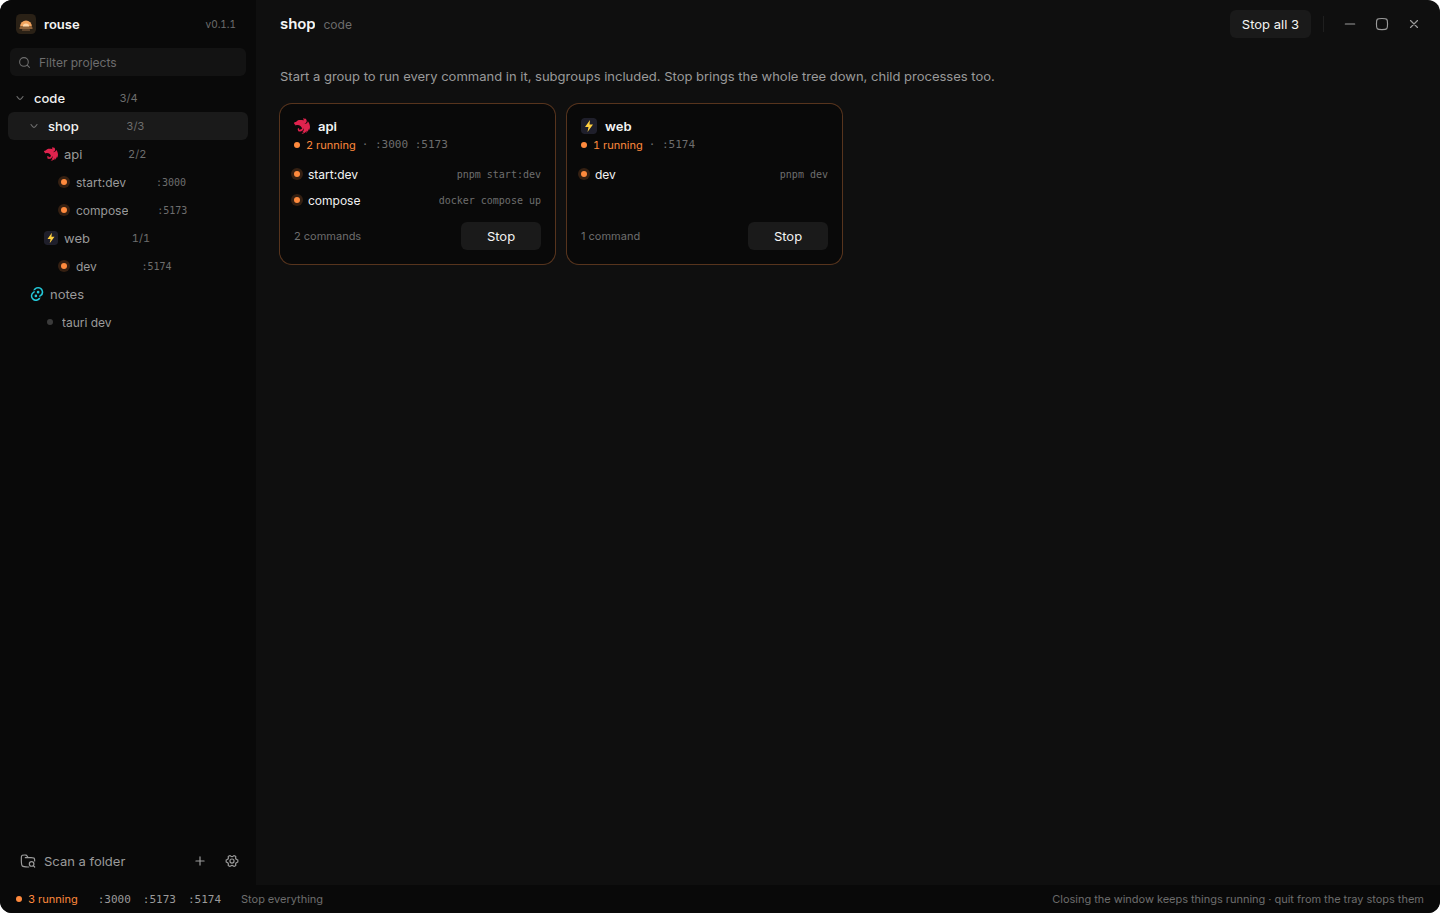 rouse v0.1.1
Filter projects
code 3/4
shop 3/3
api 2/2
start:dev :3000
compose :5173
web 1/1
dev :5174
notes
tauri dev
Scan a folder
shop code
Stop all 3
Start a group to run every command in it, subgroups included. Stop brings the whole tree down, child processes too.
api
2 running · :3000 :5173
start:dev pnpm start:dev
compose docker compose up
2 commands Stop
web
1 running · :5174
dev pnpm dev
1 command Stop
3 running :3000 :5173 :5174 Stop everything
Closing the window keeps things running · quit from the tray stops them